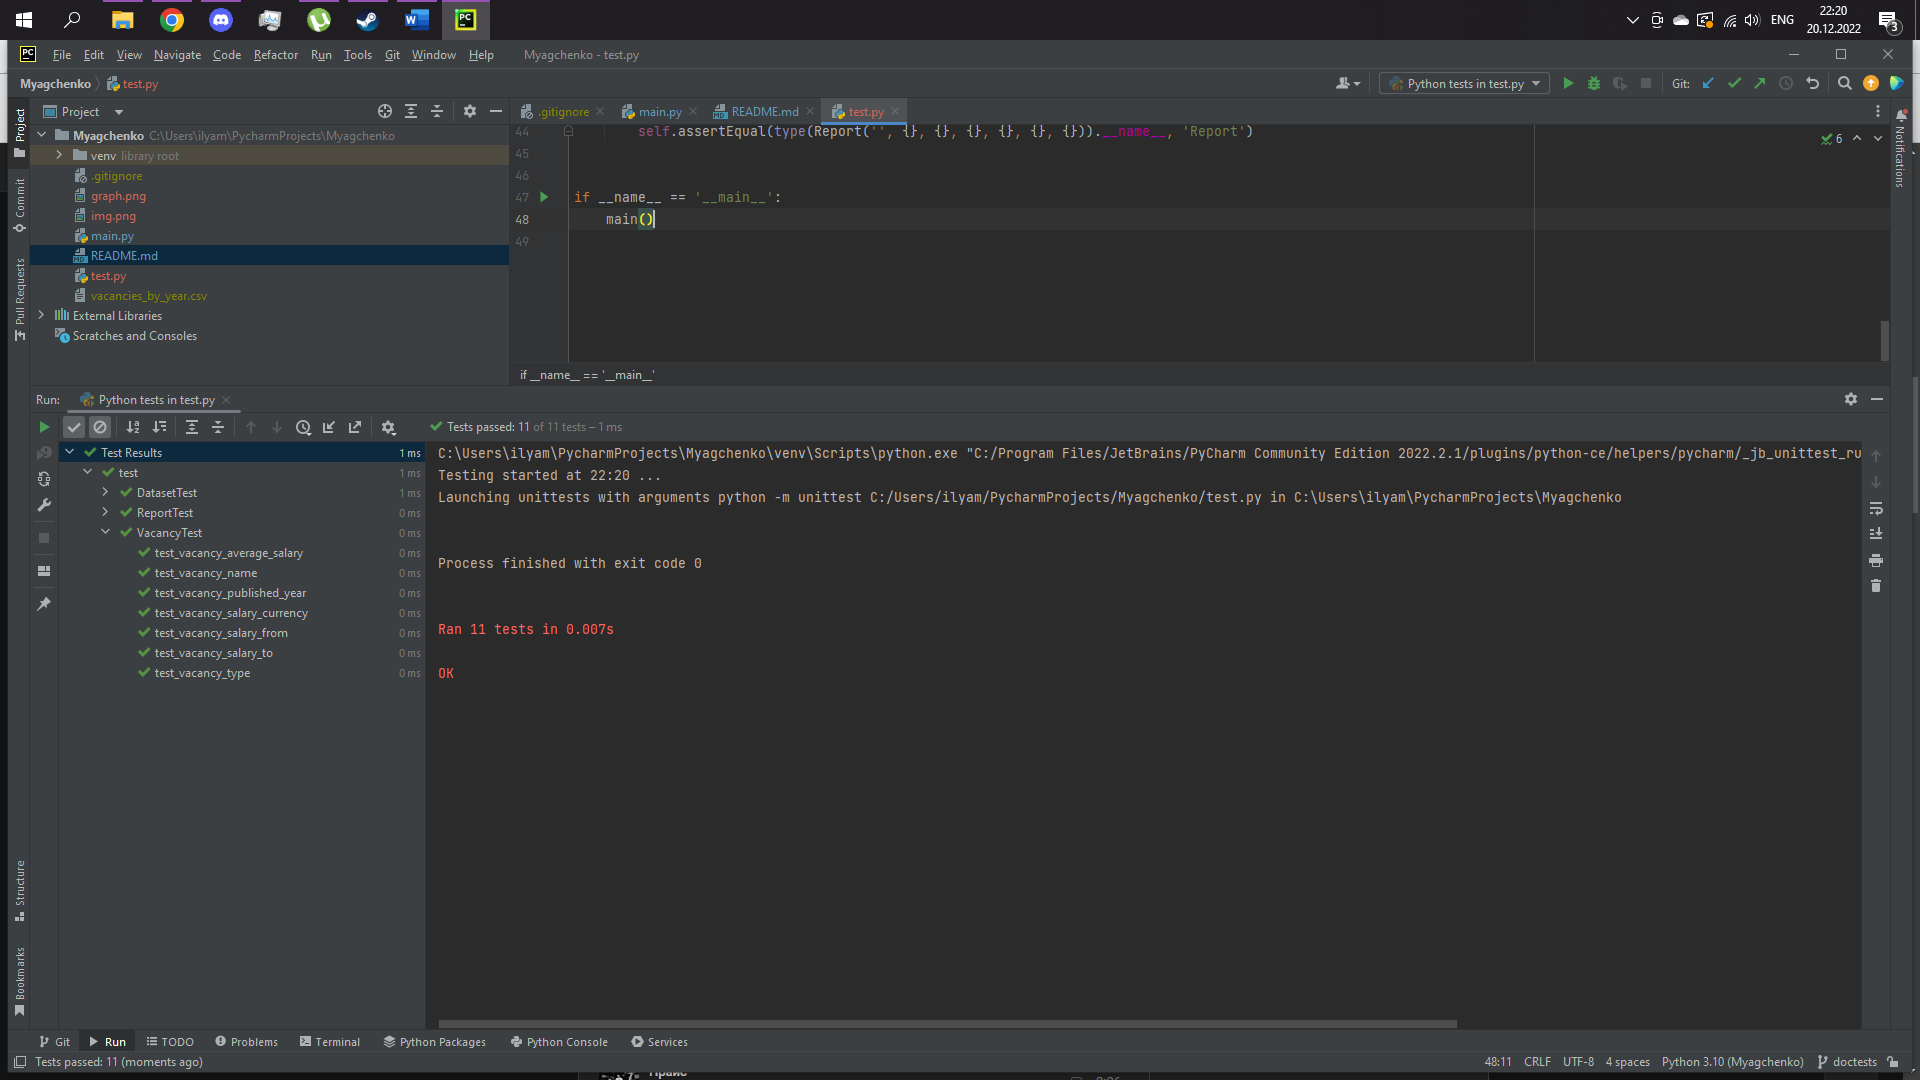 22:20
ENG
20.12.2022
3
File Edit View Navigate Code Refactor Run Tools Git Window Help Myagchenko - test.py
Myagchenko test.py
Python tests in test.py
Git:
Project
.gitignore main.py README.md test.py
44 self.assertEqual(type(Report('', {}, {}, {}, {}, {}, {})).__name__, 'Report')
6
45
46
47 if __name__ == '__main__':
48 main()
49
if __name__ == '__main__'
Myagchenko C:\Users\ilyam\PycharmProjects\Myagchenko
venv library root
.gitignore
graph.png
img.png
main.py
README.md
test.py
vacancies_by_year.csv
External Libraries
Scratches and Consoles
Project
Commit
Pull Requests
Structure
Bookmarks
Notifications
Run: Python tests in test.py
Tests passed: 11 of 11 tests – 1 ms
Test Results 1 ms
test 1 ms
DatasetTest 1 ms
ReportTest 0 ms
VacancyTest 0 ms
test_vacancy_average_salary 0 ms
test_vacancy_name 0 ms
test_vacancy_published_year 0 ms
test_vacancy_salary_currency 0 ms
test_vacancy_salary_from 0 ms
test_vacancy_salary_to 0 ms
test_vacancy_type 0 ms
C:\Users\ilyam\PycharmProjects\Myagchenko\venv\Scripts\python.exe "C:/Program Files/JetBrains/PyCharm Community Edition 2022.2.1/plugins/python-ce/helpers/pycharm/_jb_unittest_ru
Testing started at 22:20 ...
Launching unittests with arguments python -m unittest C:/Users/ilyam/PycharmProjects/Myagchenko/test.py in C:\Users\ilyam\PycharmProjects\Myagchenko
Process finished with exit code 0
Ran 11 tests in 0.007s
OK
Git Run TODO Problems Terminal Python Packages Python Console Services
Tests passed: 11 (moments ago)
48:11 CRLF UTF-8 4 spaces Python 3.10 (Myagchenko) doctests